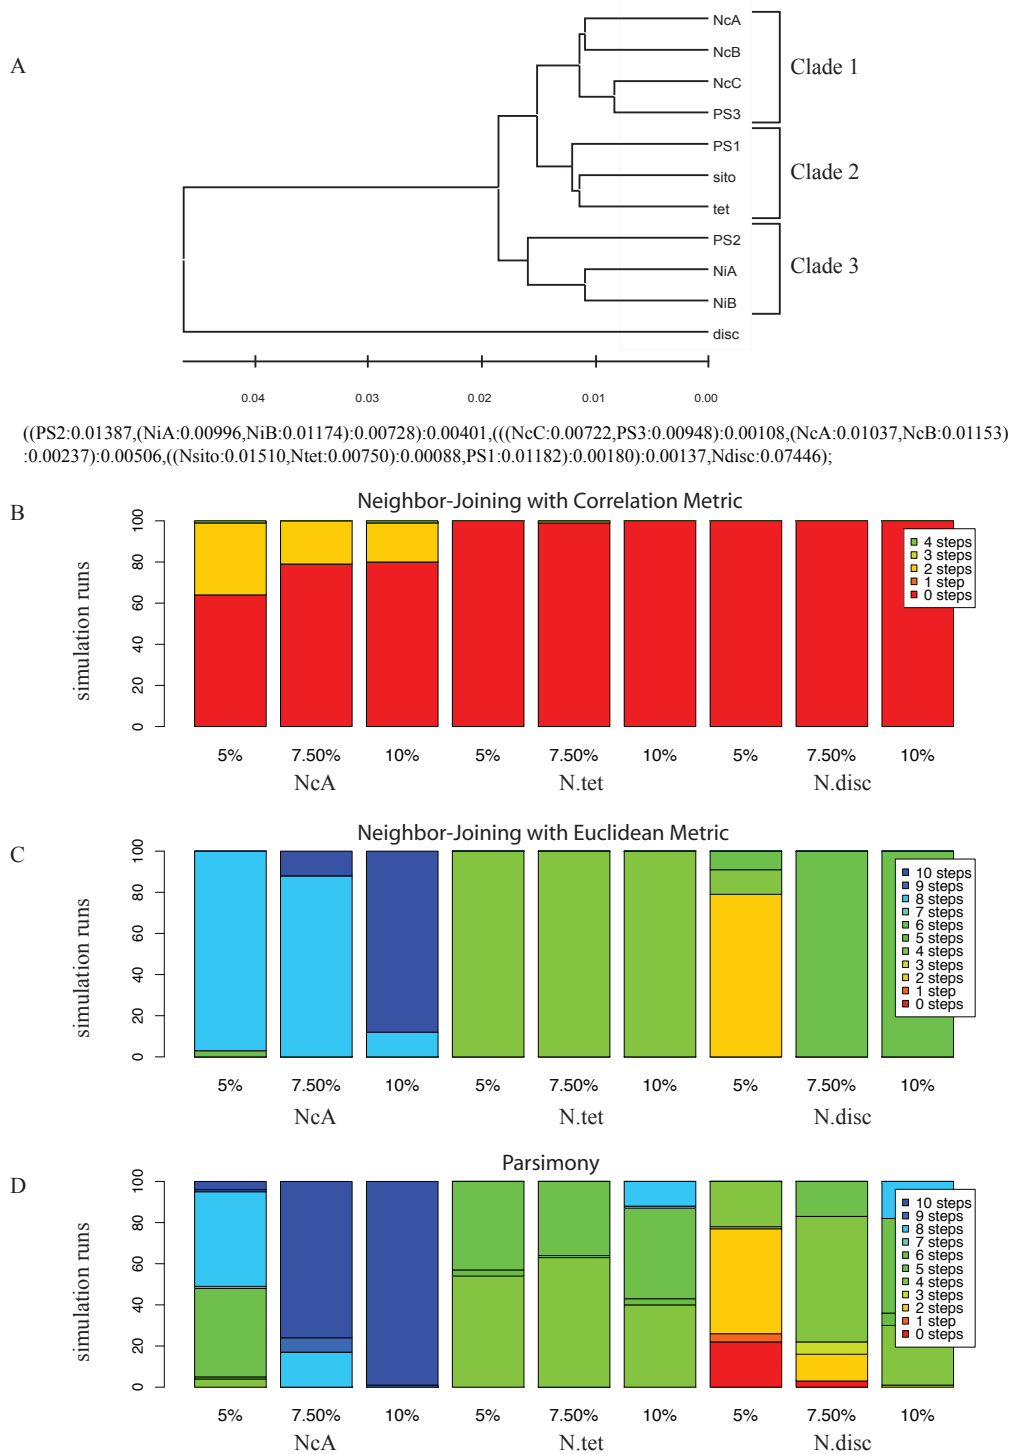 A
NcA
NcB
NcC
PS3
PS1
sito
tet
PS2
NiA
NiB
disc
Clade 1
Clade 2
Clade 3
0.04 0.03 0.02 0.01 0.00
((PS2:0.01387,(NiA:0.00996,NiB:0.01174):0.00728):0.00401,(((NcC:0.00722,PS3:0.00948):0.00108,(NcA:0.01037,NcB:0.01153)
:0.00237):0.00506,((Nsito:0.01510,Ntet:0.00750):0.00088,PS1:0.01182):0.00180):0.00137,Ndisc:0.07446);
B
Neighbor-Joining with Correlation Metric
simulation runs
100
80
60
40
20
0
4 steps
3 steps
2 steps
1 step
0 steps
5% 7.50% 10% 5% 7.50% 10% 5% 7.50% 10%
NcA N.tet N.disc
C
Neighbor-Joining with Euclidean Metric
simulation runs
100
80
60
40
20
0
10 steps
9 steps
8 steps
7 steps
6 steps
5 steps
4 steps
3 steps
2 steps
1 step
0 steps
5% 7.50% 10% 5% 7.50% 10% 5% 7.50% 10%
NcA N.tet N.disc
D
Parsimony
simulation runs
100
80
60
40
20
0
10 steps
9 steps
8 steps
7 steps
6 steps
5 steps
4 steps
3 steps
2 steps
1 step
0 steps
5% 7.50% 10% 5% 7.50% 10% 5% 7.50% 10%
NcA N.tet N.disc